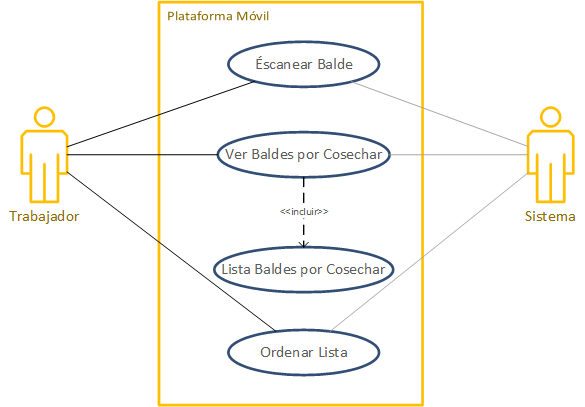 Plataforma Móvil
Éscanear Balde
Ver Baldes por Cosechar
<<incluir>>
Trabajador
Sistema
Lista Baldes por Cosechar
Ordenar Lista